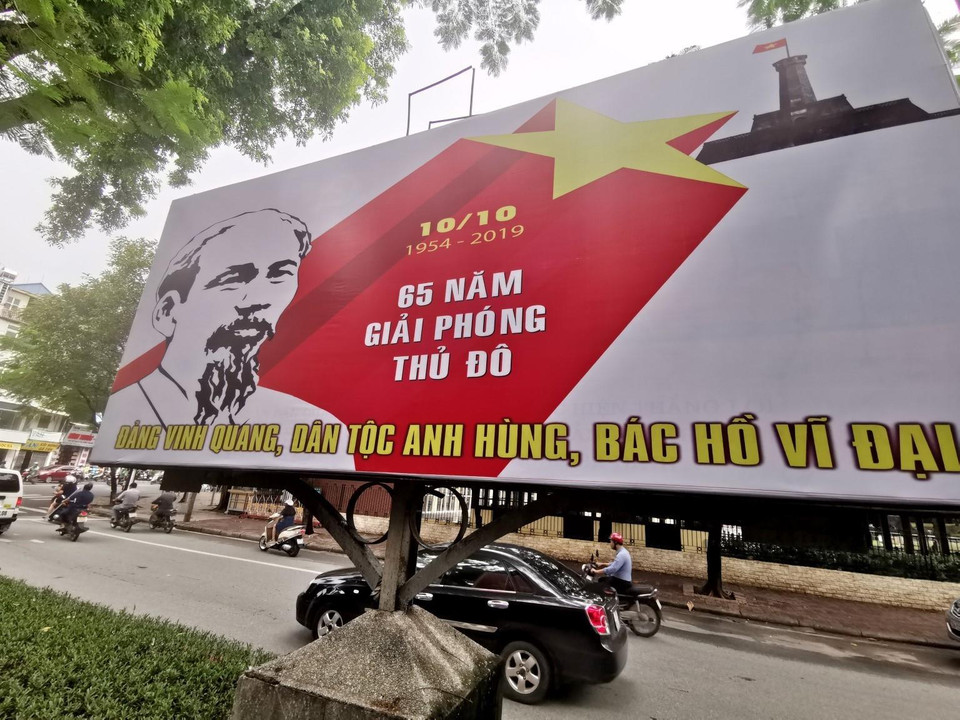 10/10
1954 - 2019
65 NĂM
GIẢI PHÓNG
THỦ ĐÔ
ĐẢNG VINH QUANG, DÂN TỘC ANH HÙNG, BÁC HỒ VĨ ĐẠI